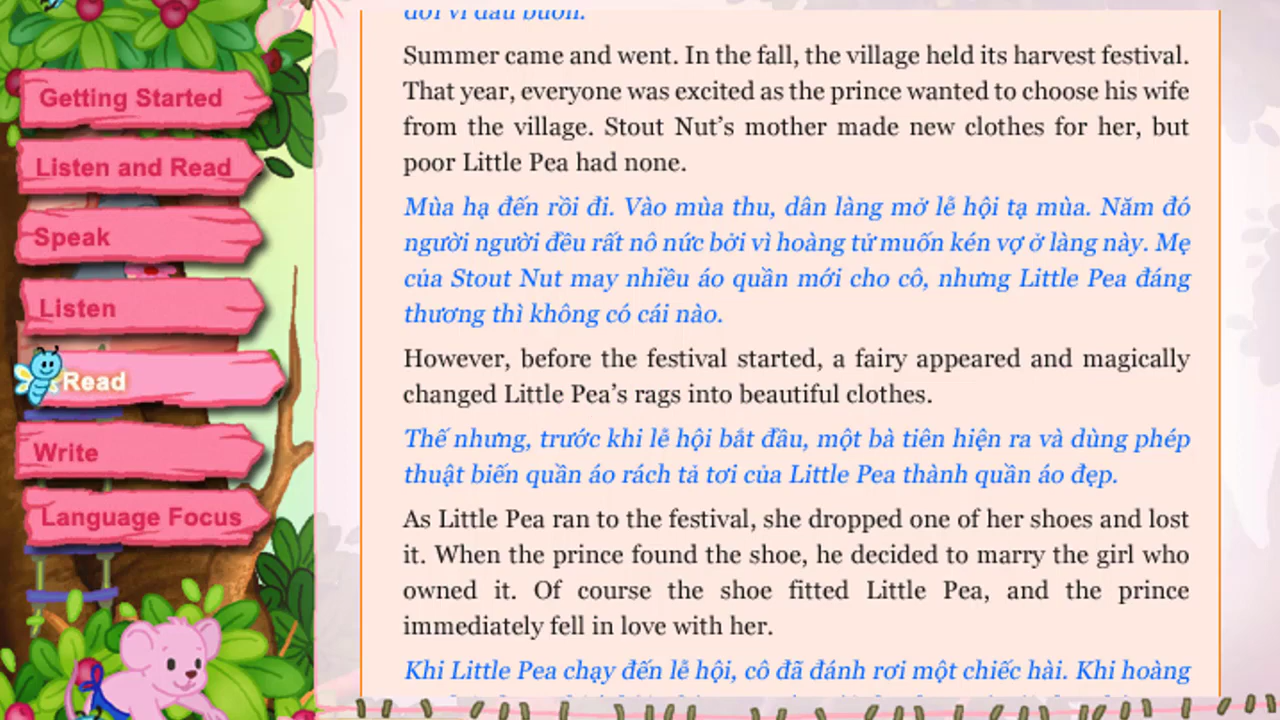 Getting Started
Listen and Read
Speak
Listen
Read
Write
Language Focus
Summer came and went. In the fall, the village held its harvest festival.
That year, everyone was excited as the prince wanted to choose his wife
from the village. Stout Nut’s mother made new clothes for her, but
poor Little Pea had none.
Mùa hạ đến rồi đi. Vào mùa thu, dân làng mở lễ hội tạ mùa. Năm đó
người người đều rất nô nức bởi vì hoàng tử muốn kén vợ ở làng này. Mẹ
của Stout Nut may nhiều áo quần mới cho cô, nhưng Little Pea đáng
thương thì không có cái nào.
However, before the festival started, a fairy appeared and magically
changed Little Pea’s rags into beautiful clothes.
Thế nhưng, trước khi lễ hội bắt đầu, một bà tiên hiện ra và dùng phép
thuật biến quần áo rách tả tơi của Little Pea thành quần áo đẹp.
As Little Pea ran to the festival, she dropped one of her shoes and lost
it. When the prince found the shoe, he decided to marry the girl who
owned it. Of course the shoe fitted Little Pea, and the prince
immediately fell in love with her.
Khi Little Pea chạy đến lễ hội, cô đã đánh rơi một chiếc hài. Khi hoàng